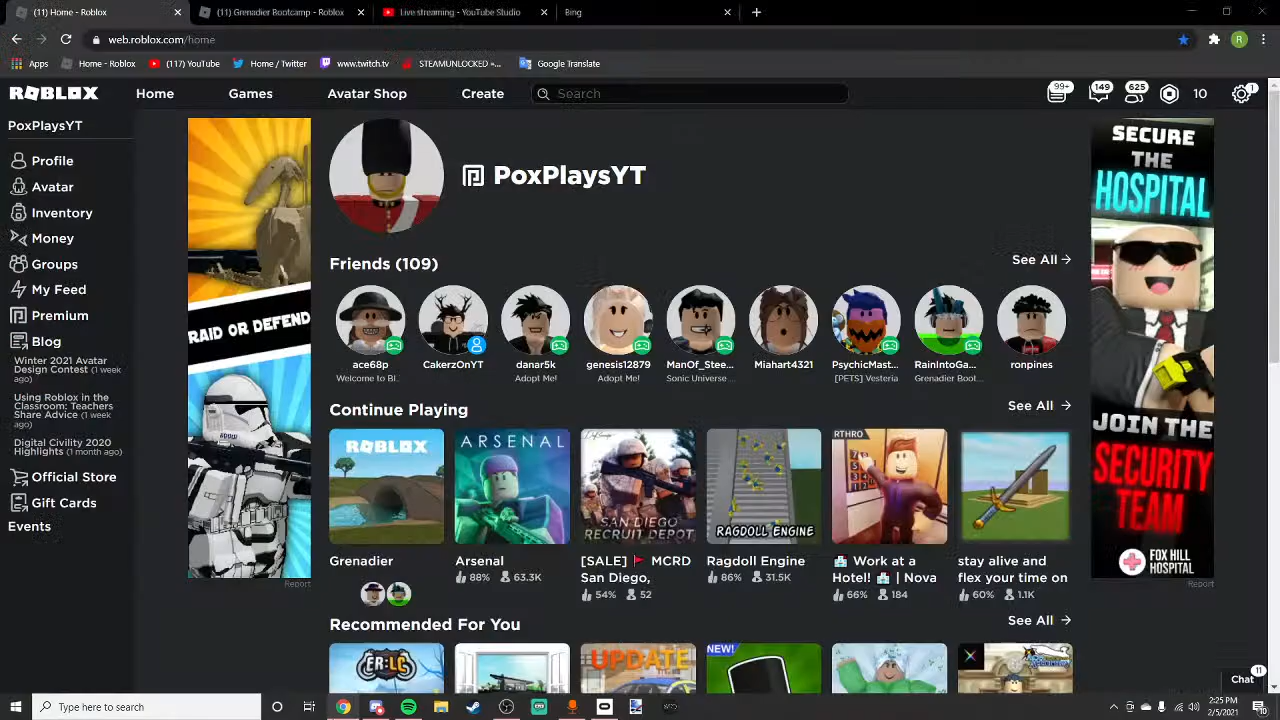 (11) Home - Roblox
(11) Grenadier Bootcamp - Roblox
Live streaming - YouTube Studio
Bing
web.roblox.com/home
R
Apps
Home - Roblox
(117) YouTube
Home / Twitter
www.twitch.tv
STEAMUNLOCKED »...
Google Translate
ROBLOX
Home
Games
Avatar Shop
Create
Search
99+
149
625
10
1
PoxPlaysYT
Profile
Avatar
Inventory
Money
Groups
My Feed
Premium
Blog
Winter 2021 Avatar
Design Contest (1 week
ago)
Using Roblox in the
Classroom: Teachers
Share Advice (1 week
ago)
Digital Civility 2020
Highlights (1 month ago)
Official Store
Gift Cards
Events
RAID OR DEFEND
Report
PoxPlaysYT
Friends (109)
See All
ace68p
Welcome to Bl...
CakerzOnYT
danar5k
Adopt Me!
genesis12879
Adopt Me!
ManOf_Stee...
Sonic Universe ...
Miahart4321
PsychicMast...
[PETS] Vesteria
RainIntoGa...
Grenadier Boot...
ronpines
Continue Playing
See All
ROBLOX
Grenadier
ARSENAL
Arsenal
88% 63.3K
SAN DIEGO
RECRUIT DEPOT
[SALE] MCRD
San Diego,
54% 52
RAGDOLL ENGINE
Ragdoll Engine
86% 31.5K
RTHRO
Work at a
Hotel! | Nova
66% 184
stay alive and
flex your time on
60% 1.1K
Recommended For You
See All
ER:LC
UPDATE
NEW!
SECURE
THE
HOSPITAL
JOIN THE
SECURITY
TEAM
FOX HILL
HOSPITAL
Report
Chat
11
Type here to search
2:25 PM
2/5/2021